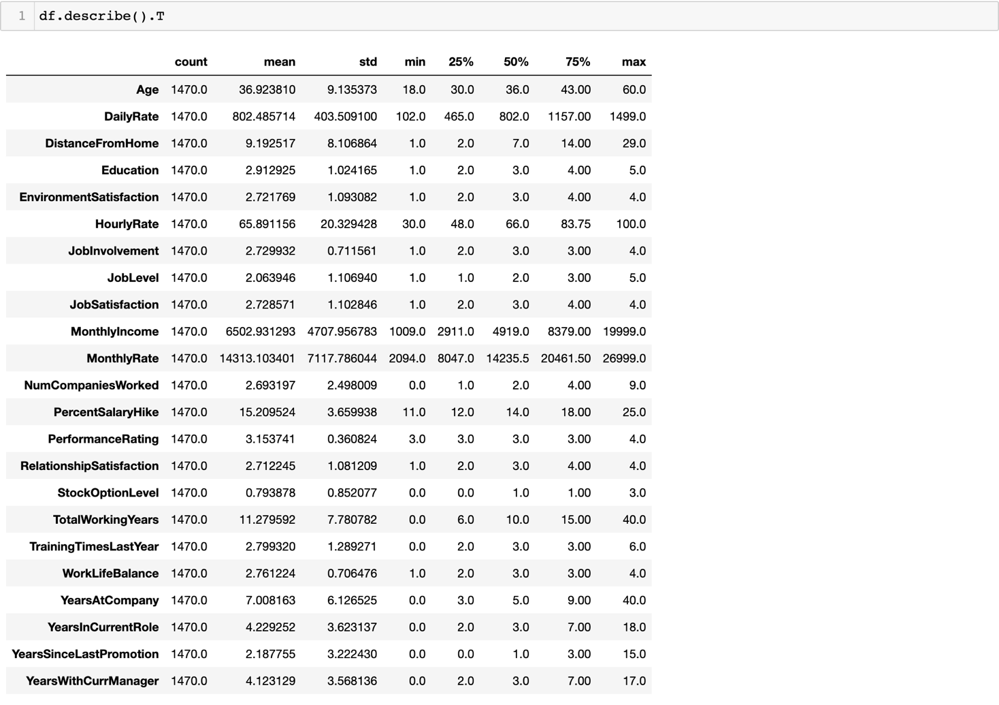 1 df.describe().T
count mean std min 25% 50% 75% max
Age 1470.0 36.923810 9.135373 18.0 30.0 36.0 43.00 60.0
DailyRate 1470.0 802.485714 403.509100 102.0 465.0 802.0 1157.00 1499.0
DistanceFromHome 1470.0 9.192517 8.106864 1.0 2.0 7.0 14.00 29.0
Education 1470.0 2.912925 1.024165 1.0 2.0 3.0 4.00 5.0
EnvironmentSatisfaction 1470.0 2.721769 1.093082 1.0 2.0 3.0 4.00 4.0
HourlyRate 1470.0 65.891156 20.329428 30.0 48.0 66.0 83.75 100.0
JobInvolvement 1470.0 2.729932 0.711561 1.0 2.0 3.0 3.00 4.0
JobLevel 1470.0 2.063946 1.106940 1.0 1.0 2.0 3.00 5.0
JobSatisfaction 1470.0 2.728571 1.102846 1.0 2.0 3.0 4.00 4.0
MonthlyIncome 1470.0 6502.931293 4707.956783 1009.0 2911.0 4919.0 8379.00 19999.0
MonthlyRate 1470.0 14313.103401 7117.786044 2094.0 8047.0 14235.5 20461.50 26999.0
NumCompaniesWorked 1470.0 2.693197 2.498009 0.0 1.0 2.0 4.00 9.0
PercentSalaryHike 1470.0 15.209524 3.659938 11.0 12.0 14.0 18.00 25.0
PerformanceRating 1470.0 3.153741 0.360824 3.0 3.0 3.0 3.00 4.0
RelationshipSatisfaction 1470.0 2.712245 1.081209 1.0 2.0 3.0 4.00 4.0
StockOptionLevel 1470.0 0.793878 0.852077 0.0 0.0 1.0 1.00 3.0
TotalWorkingYears 1470.0 11.279592 7.780782 0.0 6.0 10.0 15.00 40.0
TrainingTimesLastYear 1470.0 2.799320 1.289271 0.0 2.0 3.0 3.00 6.0
WorkLifeBalance 1470.0 2.761224 0.706476 1.0 2.0 3.0 3.00 4.0
YearsAtCompany 1470.0 7.008163 6.126525 0.0 3.0 5.0 9.00 40.0
YearsInCurrentRole 1470.0 4.229252 3.623137 0.0 2.0 3.0 7.00 18.0
YearsSinceLastPromotion 1470.0 2.187755 3.222430 0.0 0.0 1.0 3.00 15.0
YearsWithCurrManager 1470.0 4.123129 3.568136 0.0 2.0 3.0 7.00 17.0